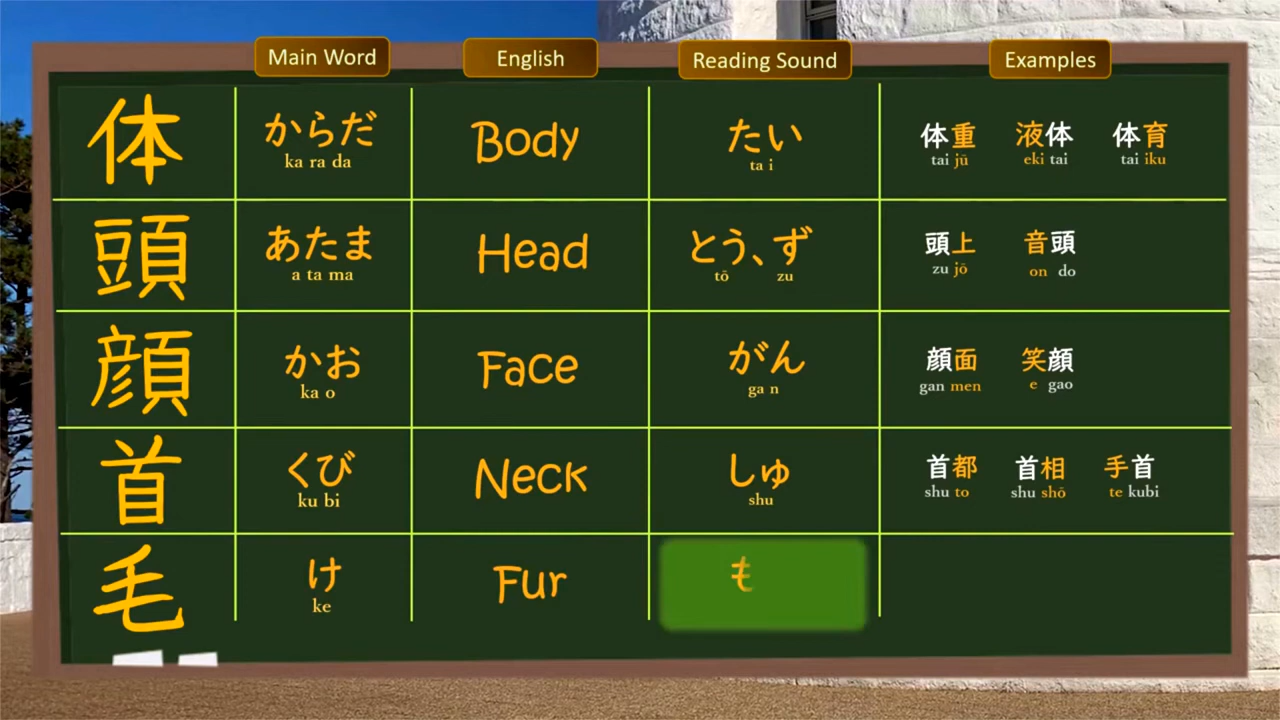 Main Word English Reading Sound Examples
体 からだ Body たい 体重 液体 体育
ka ra da ta i tai jū eki tai tai iku
頭 あたま Head とう、ず 頭上 音頭
a ta ma tō zu zu jō on do
顔 かお Face がん 顔面 笑顔
ka o ga n gan men e gao
首 くび Neck しゅ 首都 首相 手首
ku bi shu shu to shu shō te kubi
毛 け Fur も
ke